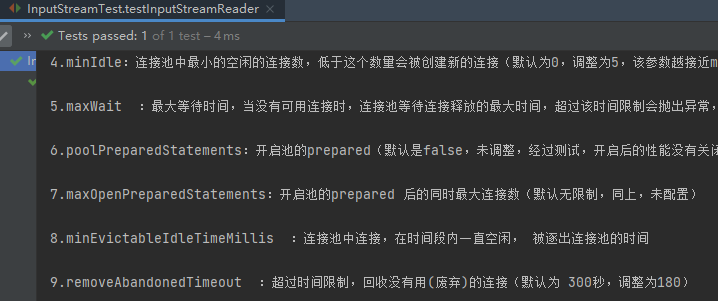 InputStreamTest.testInputStreamReader ×
» Tests passed: 1 of 1 test – 4 ms
4.minIdle：连接池中最小的空闲的连接数，低于这个数量会被创建新的连接（默认为0，调整为5，该参数越接近m
5.maxWait ：最大等待时间，当没有可用连接时，连接池等待连接释放的最大时间，超过该时间限制会抛出异常，
6.poolPreparedStatements：开启池的prepared（默认是false，未调整，经过测试，开启后的性能没有关闭
7.maxOpenPreparedStatements：开启池的prepared 后的同时最大连接数（默认无限制，同上，未配置）
8.minEvictableIdleTimeMillis ：连接池中连接，在时间段内一直空闲， 被逐出连接池的时间
9.removeAbandonedTimeout ：超过时间限制，回收没有用(废弃)的连接（默认为 300秒，调整为180）